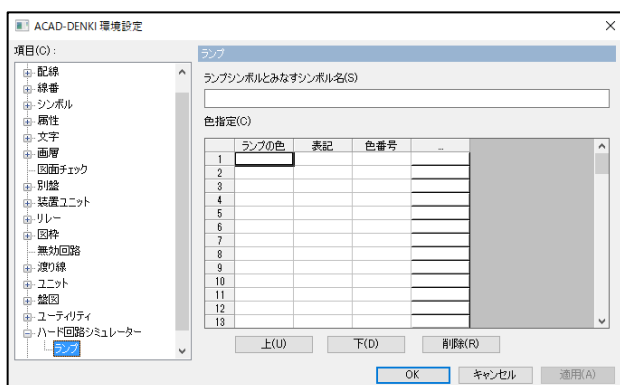 ACAD-DENKI 環境設定
項目(C):
配線
線番
シンボル
属性
文字
画層
図面チェック
別盤
装置ユニット
リレー
図枠
無効回路
渡り線
ユニット
盤図
ユーティリティ
ハード回路シミュレーター
ランプ
ランプ
ランプシンボルとみなすシンボル名(S)
色指定(C)
ランプの色 表記 色番号 ...
1
2
3
4
5
6
7
8
9
10
11
12
13
上(U) 下(D) 削除(R)
OK キャンセル 適用(A)